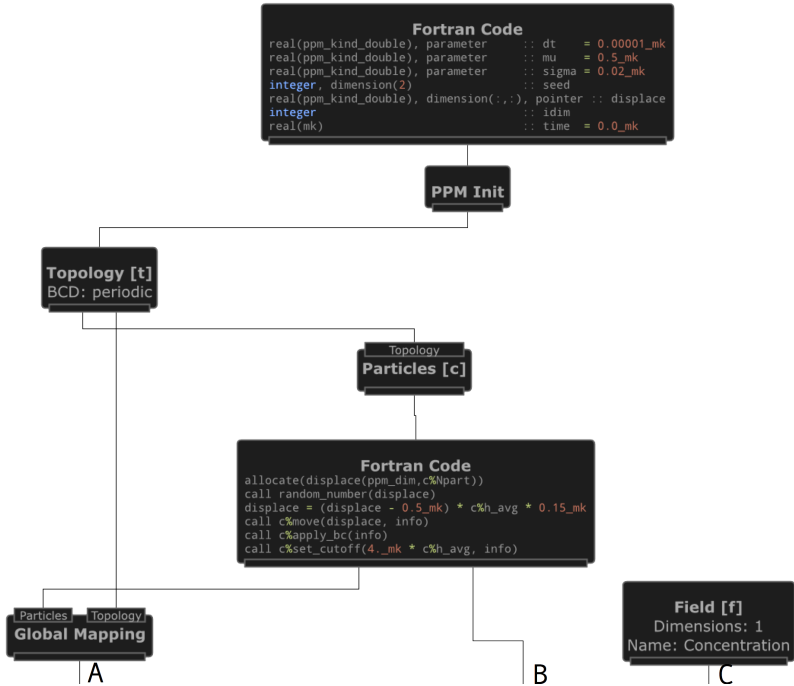 Fortran Code
real(ppm_kind_double), parameter :: dt = 0.00001_mk
real(ppm_kind_double), parameter :: mu = 0.5_mk
real(ppm_kind_double), parameter :: sigma = 0.02_mk
integer, dimension(2) :: seed
real(ppm_kind_double), dimension(:,:), pointer :: displace
integer :: idim
real(mk) :: time = 0.0_mk
PPM Init
Topology [t]
BCD: periodic
Topology
Particles [c]
Fortran Code
allocate(displace(ppm_dim,c%Npart))
call random_number(displace)
displace = (displace - 0.5_mk) * c%h_avg * 0.15_mk
call c%move(displace, info)
call c%apply_bc(info)
call c%set_cutoff(4._mk * c%h_avg, info)
Particles Topology
Global Mapping
Field [f]
Dimensions: 1
Name: Concentration
A B C